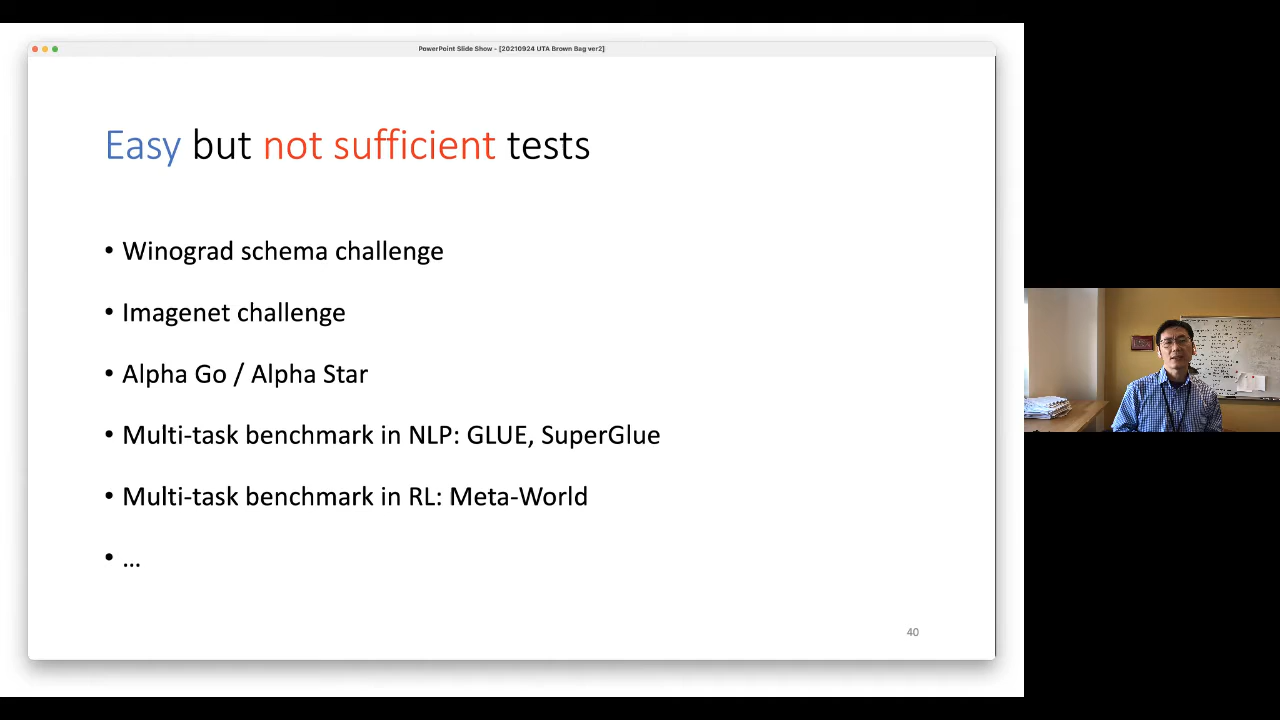 PowerPoint Slide Show - [20210924 UTA Brown Bag ver2]
Easy but not sufficient tests
• Winograd schema challenge
• Imagenet challenge
• Alpha Go / Alpha Star
• Multi-task benchmark in NLP: GLUE, SuperGlue
• Multi-task benchmark in RL: Meta-World
• ...
40